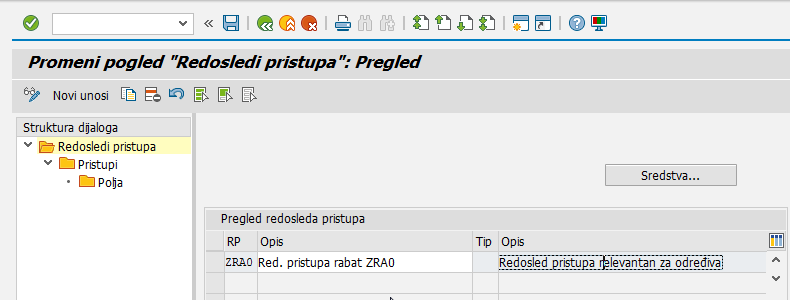 Promeni pogled "Redosledi pristupa": Pregled
Novi unosi
Struktura dijaloga
Redosledi pristupa
Pristupi
Polja
Sredstva...
Pregled redosleda pristupa
RP Opis Tip Opis
ZRA0 Red. pristupa rabat ZRA0 Redosled pristupa relevantan za određiva